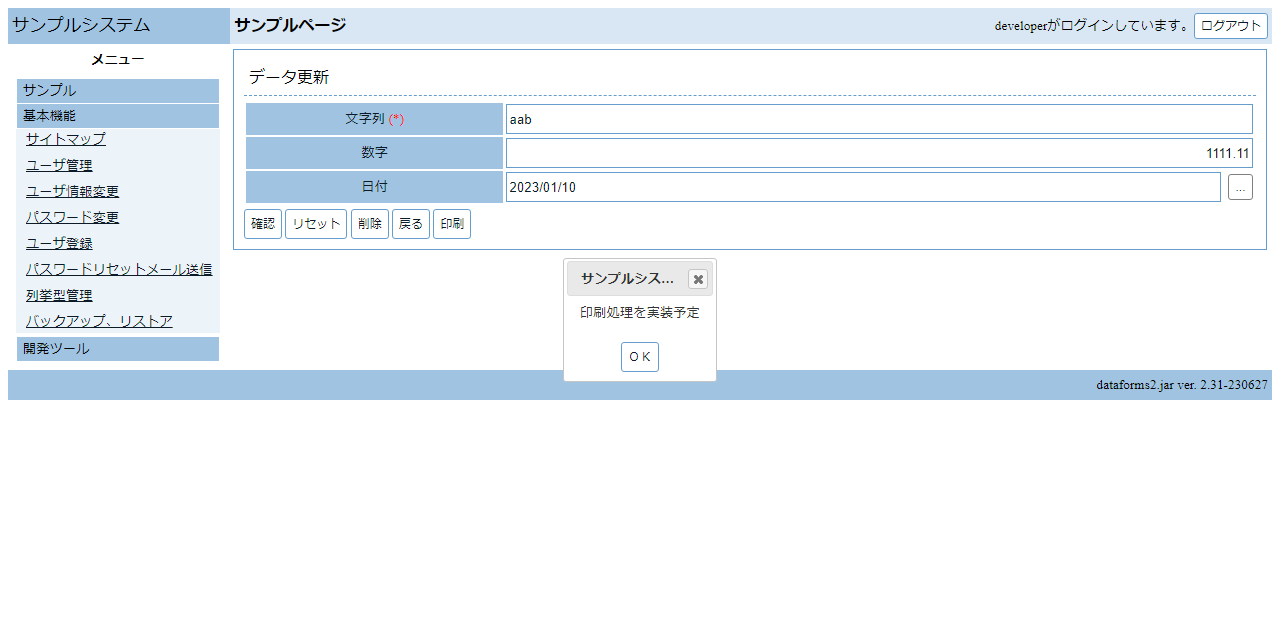 サンプルシステム
サンプルページ
developerがログインしています。 ログアウト
メニュー
サンプル
基本機能
サイトマップ
ユーザ管理
ユーザ情報変更
パスワード変更
ユーザ登録
パスワードリセットメール送信
列挙型管理
バックアップ、リストア
開発ツール
データ更新
文字列 (*) aab
数字 1111.11
日付 2023/01/10 ...
確認 リセット 削除 戻る 印刷
サンプルシス...
印刷処理を実装予定
ＯＫ
dataforms2.jar ver. 2.31-230627